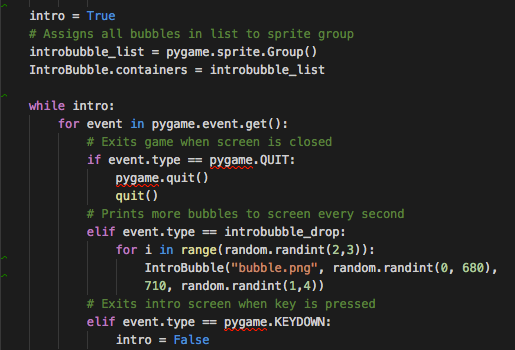 intro = True
# Assigns all bubbles in list to sprite group
introbubble_list = pygame.sprite.Group()
IntroBubble.containers = introbubble_list
while intro:
for event in pygame.event.get():
# Exits game when screen is closed
if event.type == pygame.QUIT:
pygame.quit()
quit()
# Prints more bubbles to screen every second
elif event.type == introbubble_drop:
for i in range(random.randint(2,3)):
IntroBubble("bubble.png", random.randint(0, 680),
710, random.randint(1,4))
# Exits intro screen when key is pressed
elif event.type == pygame.KEYDOWN:
intro = False